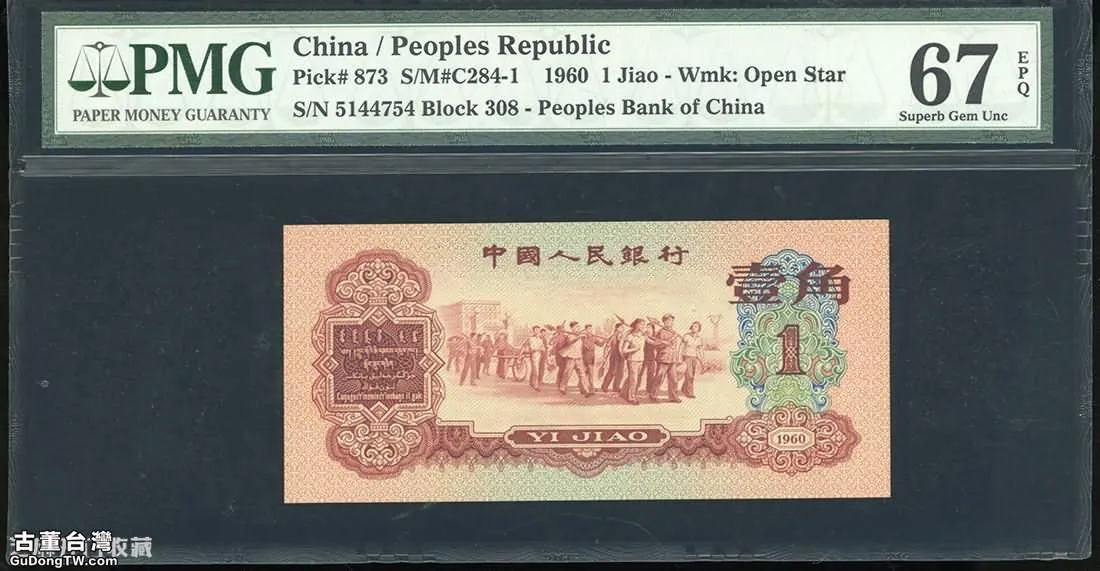 PMG
PAPER MONEY GUARANTY
China / Peoples Republic
Pick# 873 S/M#C284-1 1960 1 Jiao - Wmk: Open Star
S/N 5144754 Block 308 - Peoples Bank of China
67
EPQ
Superb Gem Unc
中國人民銀行
壹角
1
YI JIAO
1960
古董台灣
收藏
GuDongTW.com